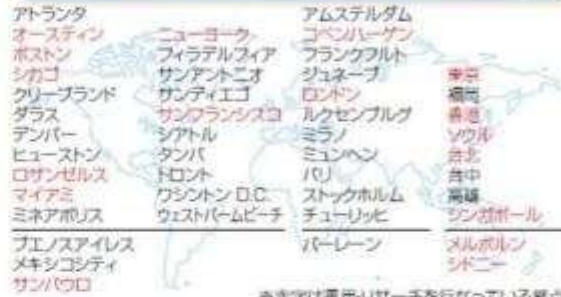 アトランタ
オースティン
ボストン
シカゴ
クリーブランド
ダラス
デンバー
ヒューストン
ロサンゼルス
マイアミ
ミネアポリス
ニューヨーク
フィラデルフィア
サンアントニオ
サンディエゴ
サンフランシスコ
シアトル
タンパ
トロント
ワシントン D.C.
ウェストパームビーチ
ブエノスアイレス
メキシコシティ
サンパウロ
アムステルダム
コペンハーゲン
フランクフルト
ジュネーブ
ロンドン
ルクセンブルグ
ミラノ
ミュンヘン
パリ
ストックホルム
チューリッヒ
バーレーン
東京
福岡
香港
ソウル
台北
台中
高雄
シンガポール
メルボルン
シドニー